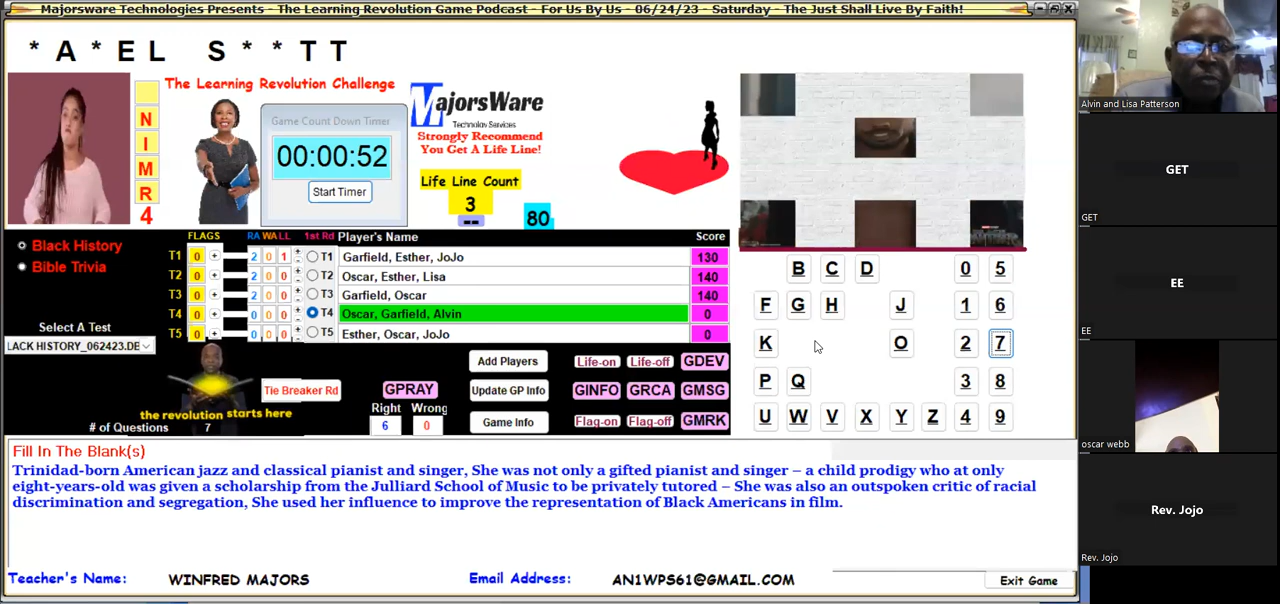 Majorsware Technologies Presents - The Learning Revolution Game Podcast - For Us By Us - 06/24/23 - Saturday - The Just Shall Live By Faith!
* A * E L S * * T T
The Learning Revolution Challenge
N
I
M
R
4
Game Count Down Timer
00:00:52
Start Timer
MajorsWare
Technology Services
Strongly Recommend
You Get A Life Line!
Life Line Count
3
--
80
Black History
Bible Trivia
Select A Test
LACK HISTORY_062423.DE
FLAGS RA WA LL 1st Rd Player's Name Score
T1 0 + 2 0 1 + - T1 Garfield, Esther, JoJo 130
T2 0 + 2 0 0 + - T2 Oscar, Esther, Lisa 140
T3 0 + 2 0 0 + - T3 Garfield, Oscar 140
T4 0 + 0 0 0 + - T4 Oscar, Garfield, Alvin 0
T5 0 + 0 0 0 + - T5 Esther, Oscar, JoJo 0
the revolution starts here
# of Questions 7
Tie Breaker Rd
GPRAY
Right Wrong
6 0
Add Players Life-on Life-off GDEV
Update GP Info GINFO GRCA GMSG
Game Info Flag-on Flag-off GMRK
B C D 0 5
F G H J 1 6
K O 2 7
P Q 3 8
U W V X Y Z 4 9
Fill In The Blank(s)
Trinidad-born American jazz and classical pianist and singer, She was not only a gifted pianist and singer – a child prodigy who at only
eight-years-old was given a scholarship from the Julliard School of Music to be privately tutored – She was also an outspoken critic of racial
discrimination and segregation, She used her influence to improve the representation of Black Americans in film.
Teacher's Name: WINFRED MAJORS Email Address: AN1WPS61@GMAIL.COM Exit Game
Alvin and Lisa Patterson
GET
GET
EE
EE
oscar webb
Rev. Jojo
Rev. Jojo